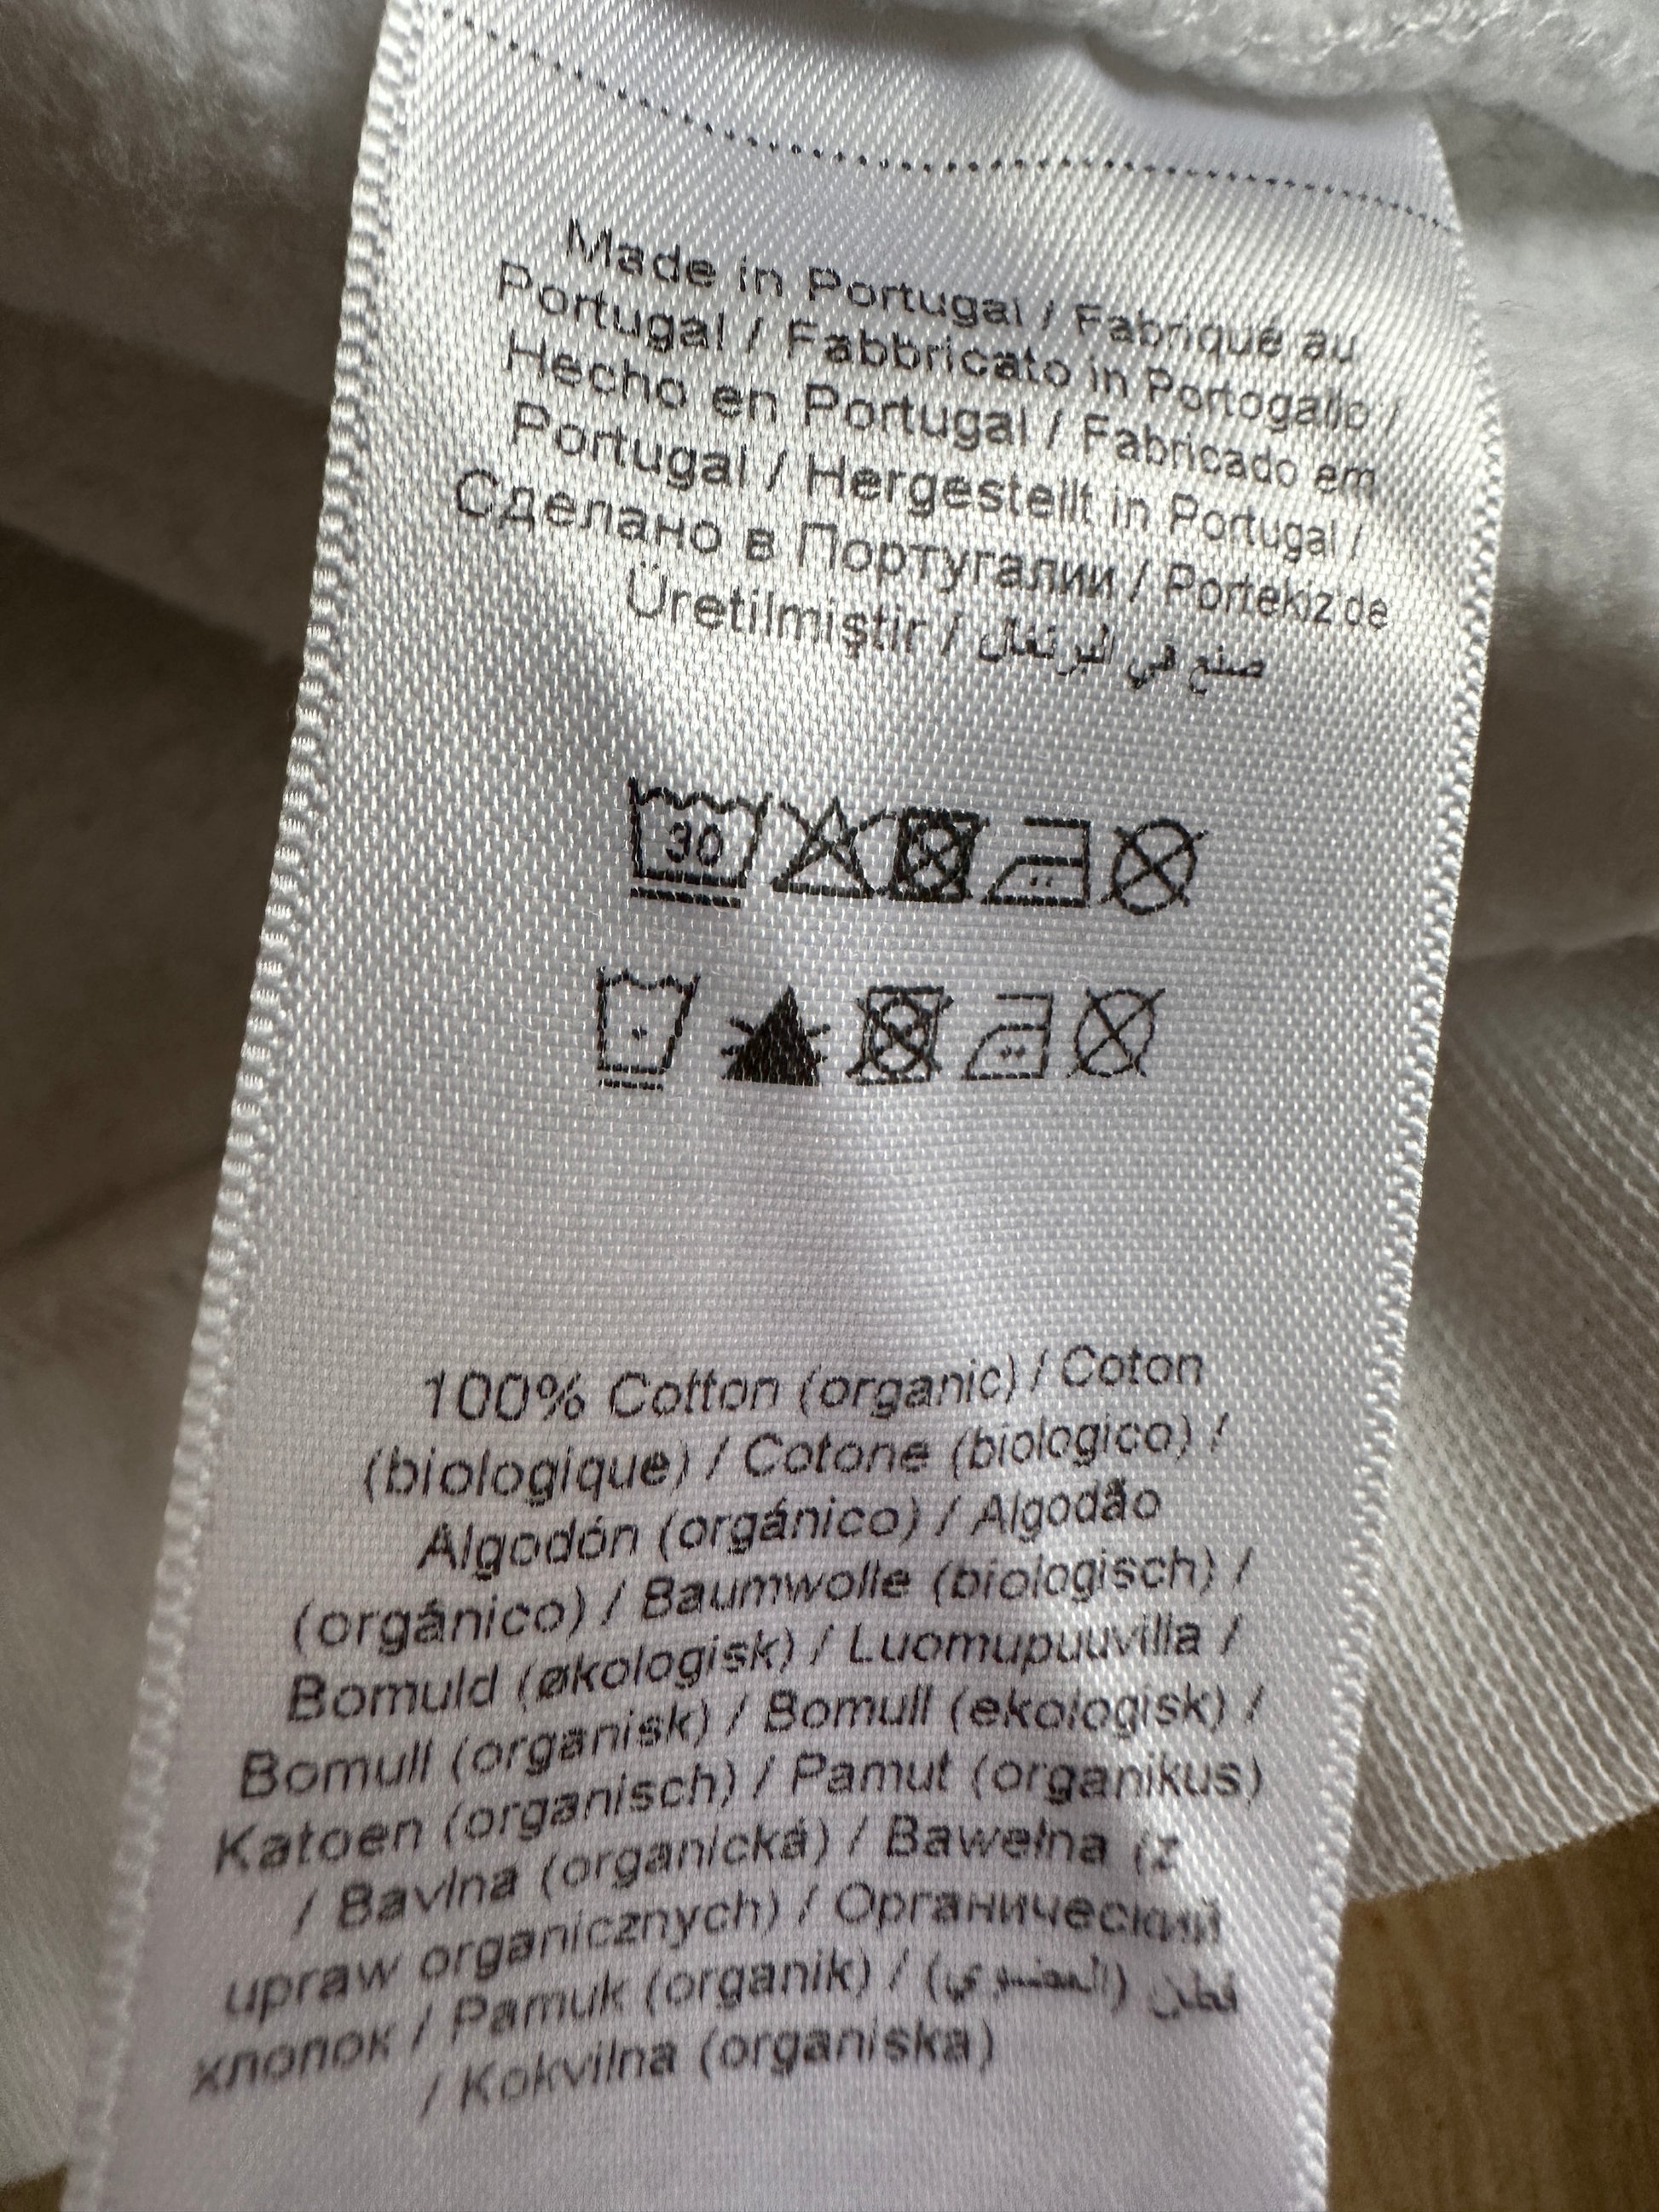 Made in Portugal / Fabriqué au
Portugal / Fabbricato in Portogallo /
Hecho en Portugal / Fabricado em
Portugal / Hergestellt in Portugal /
Сделано в Португалии / Portekiz'de
Üretilmiştir / صنع في البرتغال
30
100% Cotton (organic) / Coton
(biologique) / Cotone (biologico) /
Algodón (orgánico) / Algodão
(orgánico) / Baumwolle (biologisch) /
Bomuld (økologisk) / Luomupuuvilla /
Bomull (organisk) / Bomull (ekologisk) /
Katoen (organisch) / Pamut (organikus)
/ Bavlna (organická) / Bawełna (z
upraw organicznych) / Органический
хлопок / Pamuk (organik) / قطن (العضوي)
/ Kokvilna (organiska)